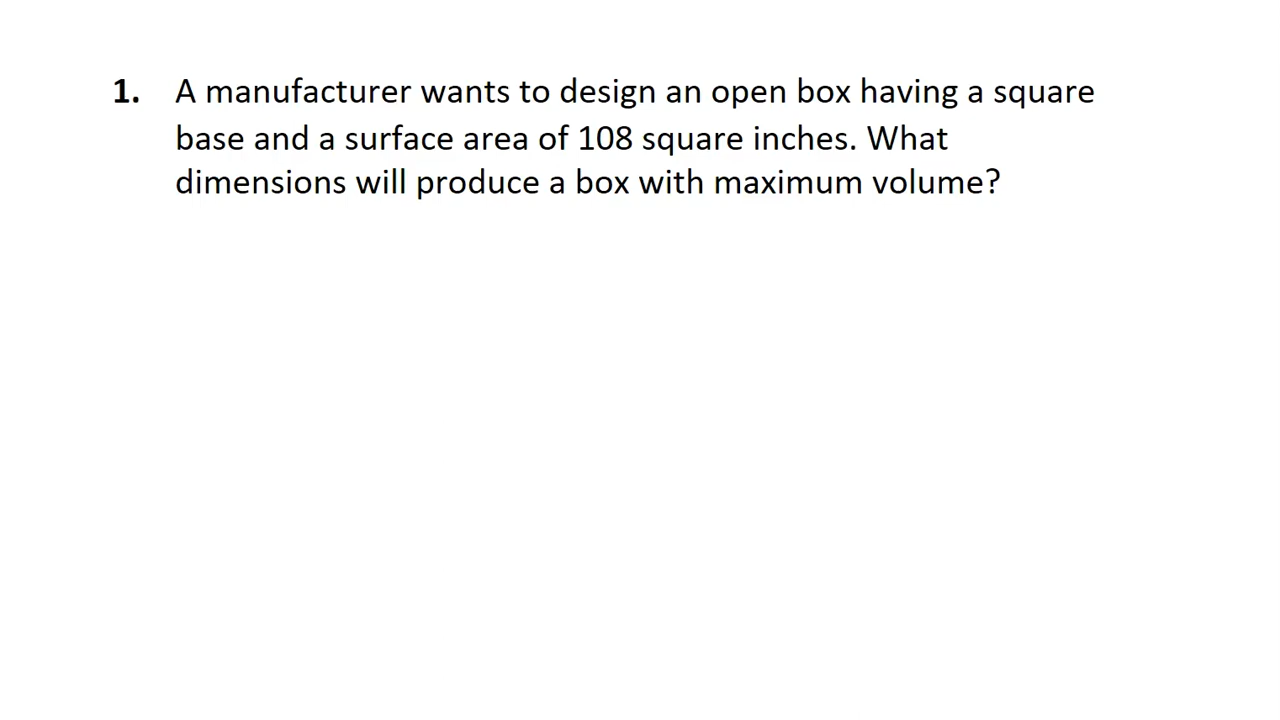 1. A manufacturer wants to design an open box having a square
base and a surface area of 108 square inches. What
dimensions will produce a box with maximum volume?